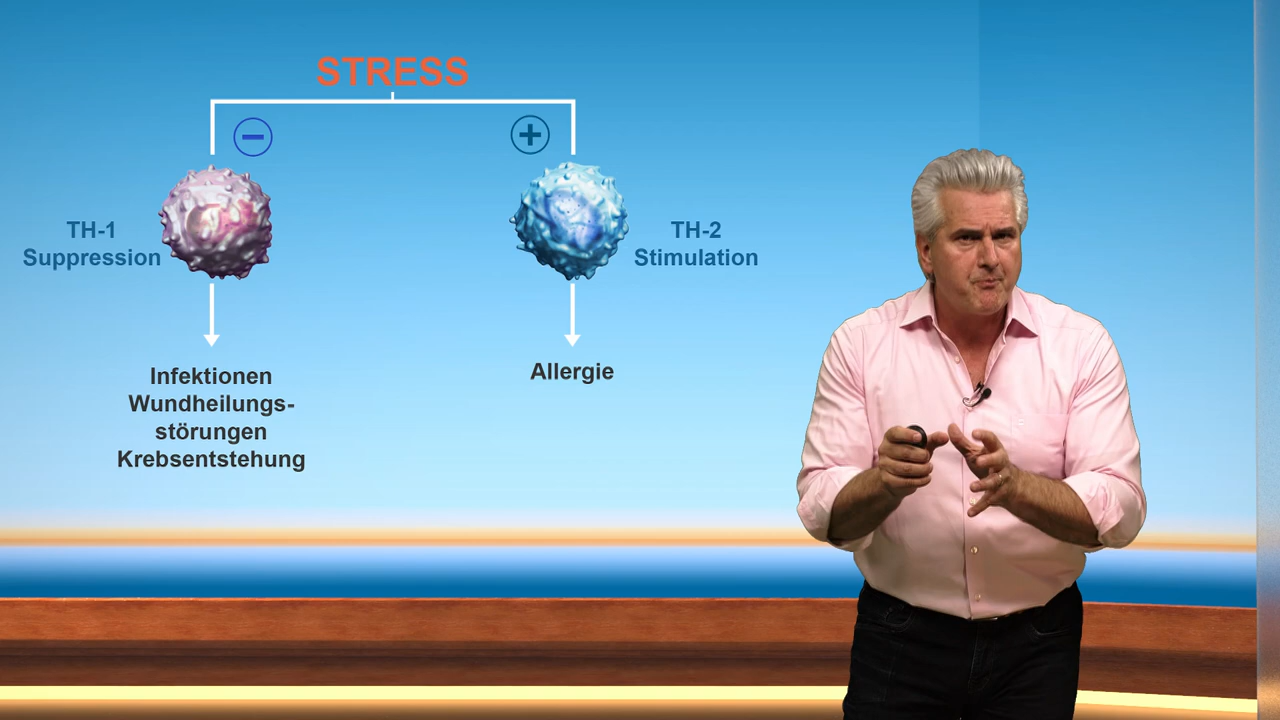 STRESS
TH-1
Suppression
TH-2
Stimulation
Infektionen
Wundheilungs-
störungen
Krebsentstehung
Allergie